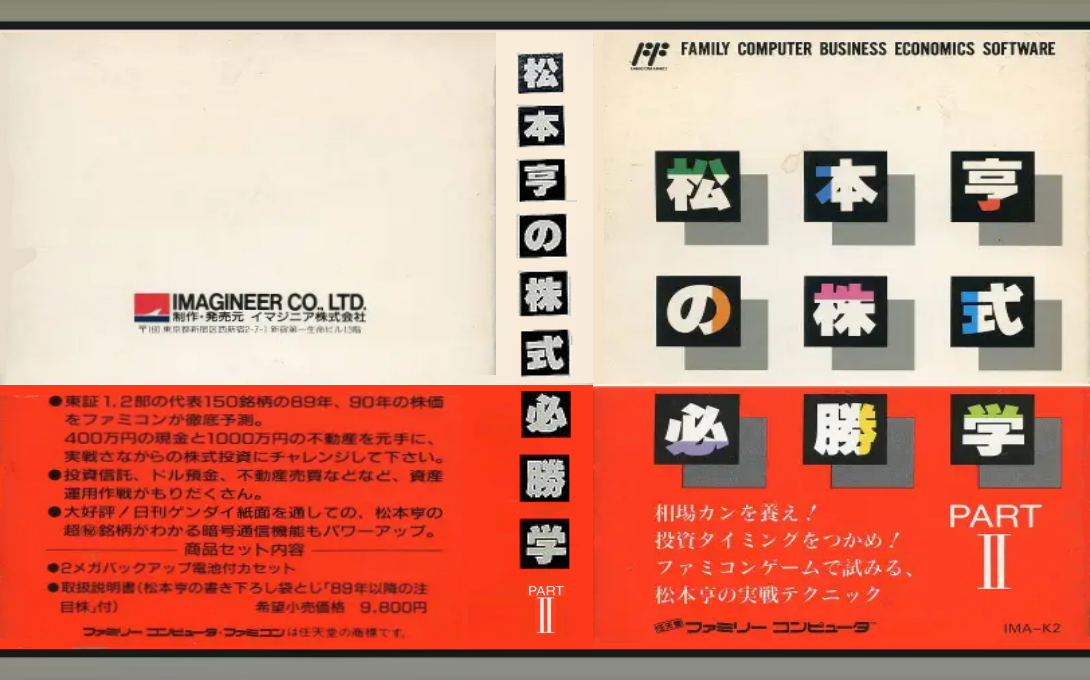 IMAGINEER CO., LTD.
制作・発売元 イマジニア株式会社
〒160 東京都新宿区西新宿2-7-1 新宿第一生命ビル13階
●東証1、2部の代表150銘柄の89年、90年の株価
をファミコンが徹底予測。
400万円の現金と1000万円の不動産を元手に、
実戦さながらの株式投資にチャレンジして下さい。
●投資信託、ドル預金、不動産売買などなど、資産
運用作戦がもりだくさん。
●大好評！日刊ゲンダイ紙面を通しての、松本亨の
超㊙銘柄がわかる暗号通信機能もパワーアップ。
商品セット内容
●2メガバックアップ電池付カセット
●取扱説明書(松本亨の書き下ろし袋とじ「89年以降の注
目株」付) 希望小売価格 9,800円
ファミリーコンピュータ・ファミコンは任天堂の商標です。
松本亨の株式必勝学
PART
II
FAMILY COMPUTER BUSINESS ECONOMICS SOFTWARE
松本亨
の株式
必勝学
相場カンを養え！
投資タイミングをつかめ！
ファミコンゲームで試みる、
松本亨の実戦テクニック
PART
II
任天堂 ファミリーコンピュータ
IMA-K2